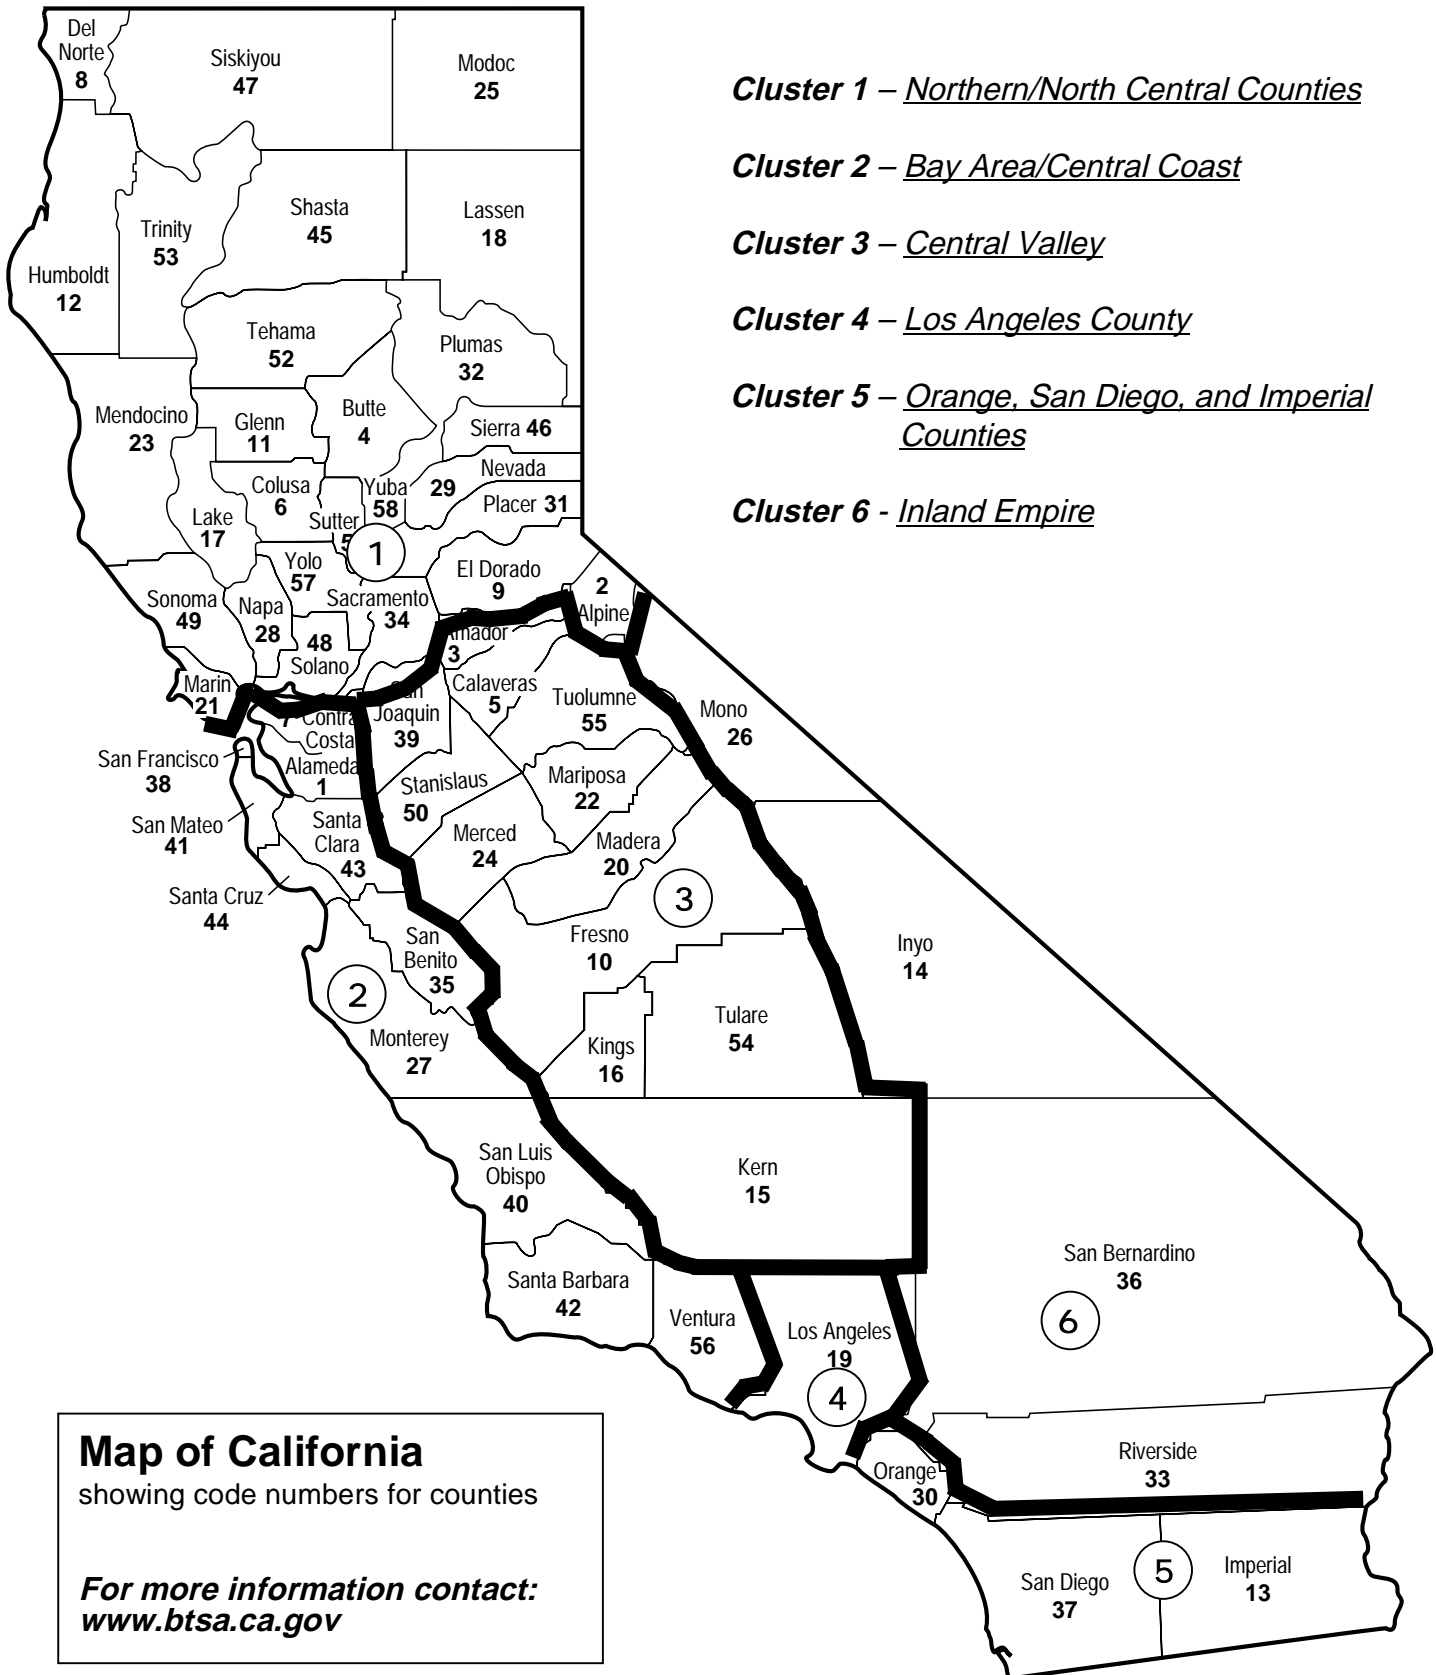 Del
Norte
8
Siskiyou
47
Modoc
25
Cluster 1 – Northern/North Central Counties
Cluster 2 – Bay Area/Central Coast
Cluster 3 – Central Valley
Cluster 4 – Los Angeles County
Cluster 5 – Orange, San Diego, and Imperial
Counties
Cluster 6 - Inland Empire
Humboldt
12
Trinity
53
Shasta
45
Lassen
18
Tehama
52
Plumas
32
Mendocino
23
Glenn
11
Butte
4
Sierra 46
Nevada
29
Placer 31
Lake
17
Colusa
6
Sutter
Yuba
58
1
Sonoma
49
Napa
28
Yolo
57
48
Solano
Sacramento
34
El Dorado
9
2
Alpine
Amador
3
Marin
21
7 Contra
Costa
San
Joaquin
39
Calaveras
5
Tuolumne
55
Mono
26
San Francisco
38
Alameda
1
San Mateo
41
Santa
Clara
43
Stanislaus
50
Mariposa
22
Merced
24
Madera
20
3
Santa Cruz
44
San
Benito
35
2
Monterey
27
Fresno
10
Kings
16
Tulare
54
Inyo
14
San Luis
Obispo
40
Kern
15
Santa Barbara
42
Ventura
56
Los Angeles
19
4
San Bernardino
36
6
Orange
30
Riverside
33
San Diego
37
5
Imperial
13
Map of California
showing code numbers for counties
For more information contact:
www.btsa.ca.gov